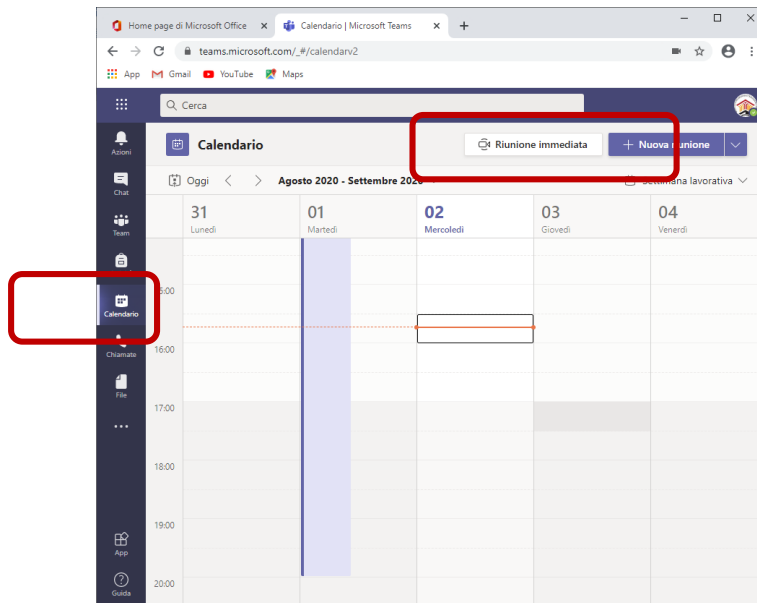 Home page di Microsoft Office
Calendario | Microsoft Teams
teams.microsoft.com/_#/calendarv2
App Gmail YouTube Maps
Cerca
Azioni
Chat
Team
Calendario
Chiamate
File
App
Guida
Calendario
Riunione immediata
+ Nuova riunione
Oggi
Agosto 2020 - Settembre 2020
Settimana lavorativa
31 01 02 03 04
Lunedì Martedì Mercoledì Giovedì Venerdì
15:00
16:00
17:00
18:00
19:00
20:00